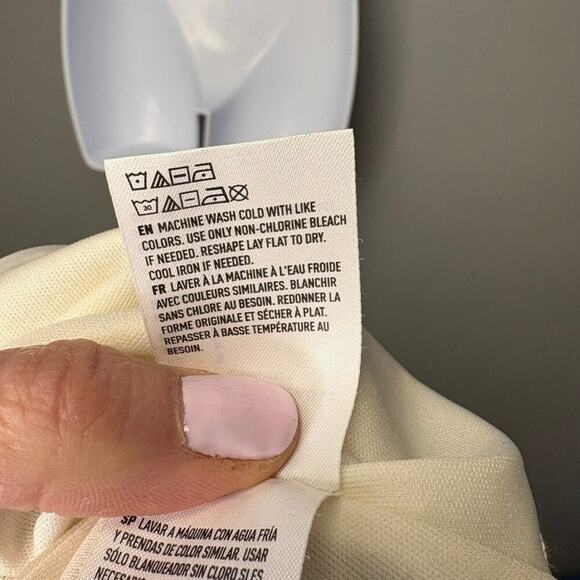 30
EN MACHINE WASH COLD WITH LIKE
COLORS. USE ONLY NON-CHLORINE BLEACH
IF NEEDED. RESHAPE LAY FLAT TO DRY.
COOL IRON IF NEEDED.
FR LAVER À LA MACHINE À L'EAU FROIDE
AVEC COULEURS SIMILAIRES. BLANCHIR
SANS CHLORE AU BESOIN. REDONNER LA
FORME ORIGINALE ET SÉCHER À PLAT.
REPASSER À BASSE TEMPÉRATURE AU
BESOIN.
SP LAVAR A MÁQUINA CON AGUA FRÍA
Y PRENDAS DE COLOR SIMILAR. USAR
SÓLO BLANQUEADOR SIN CLORO SI ES